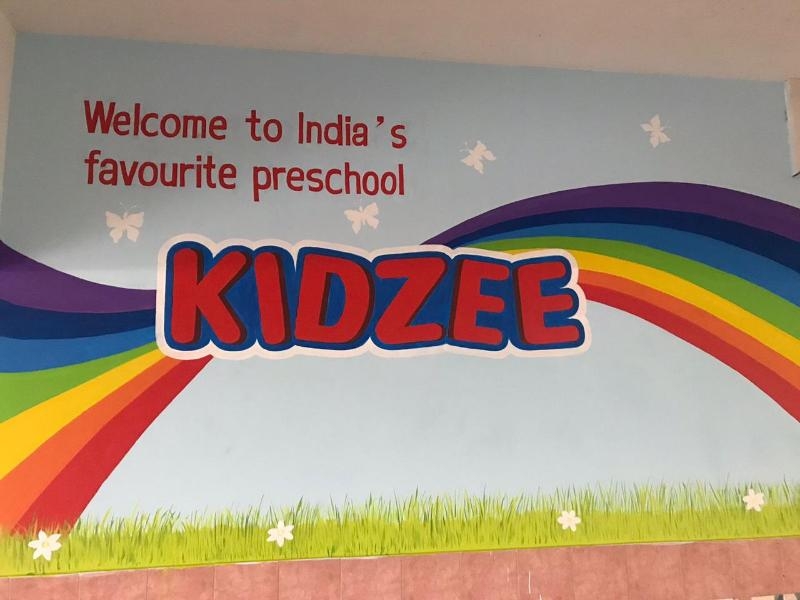 Welcome to India's
favourite preschool
KIDZEE